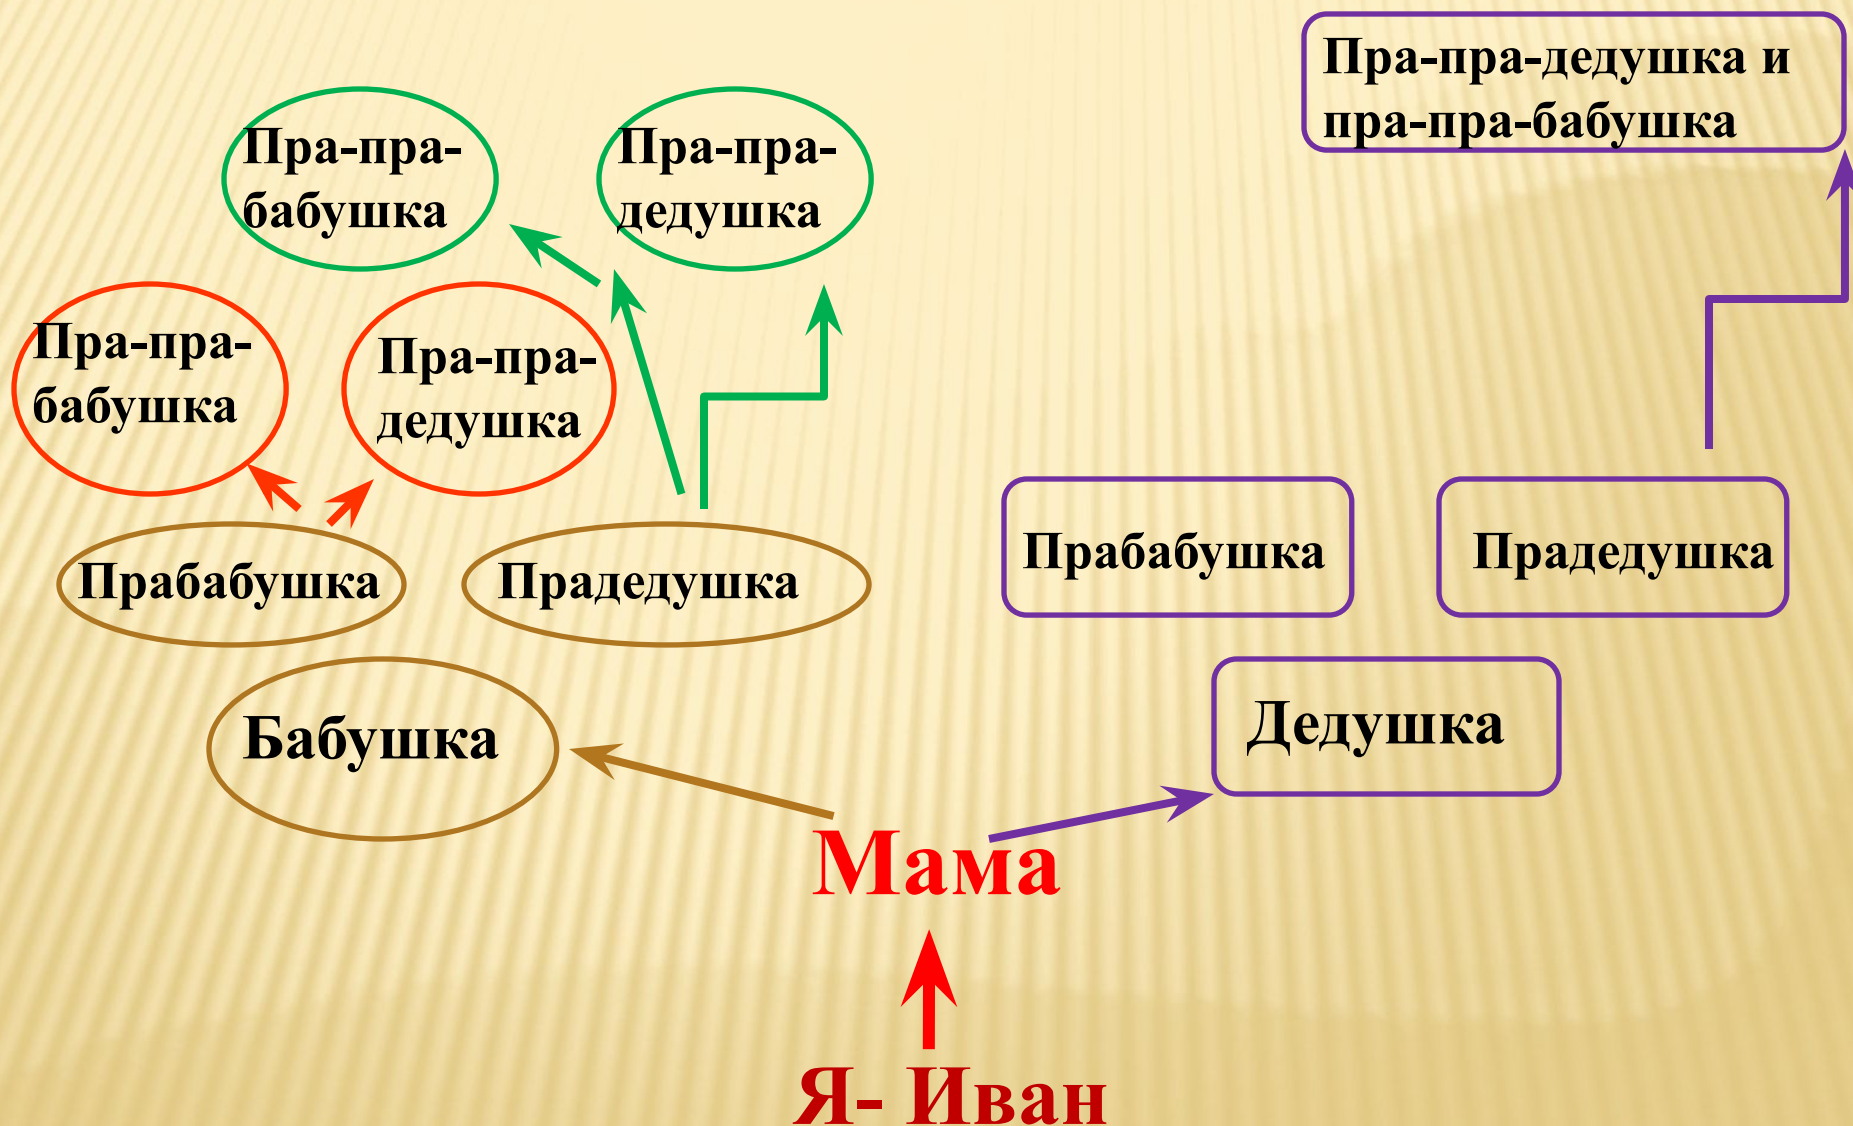 Пра-пра-дедушка и
пра-пра-бабушка
Пра-пра-
бабушка
Пра-пра-
дедушка
Пра-пра-
бабушка
Пра-пра-
дедушка
Прабабушка
Прадедушка
Прабабушка
Прадедушка
Бабушка
Дедушка
Мама
Я- Иван